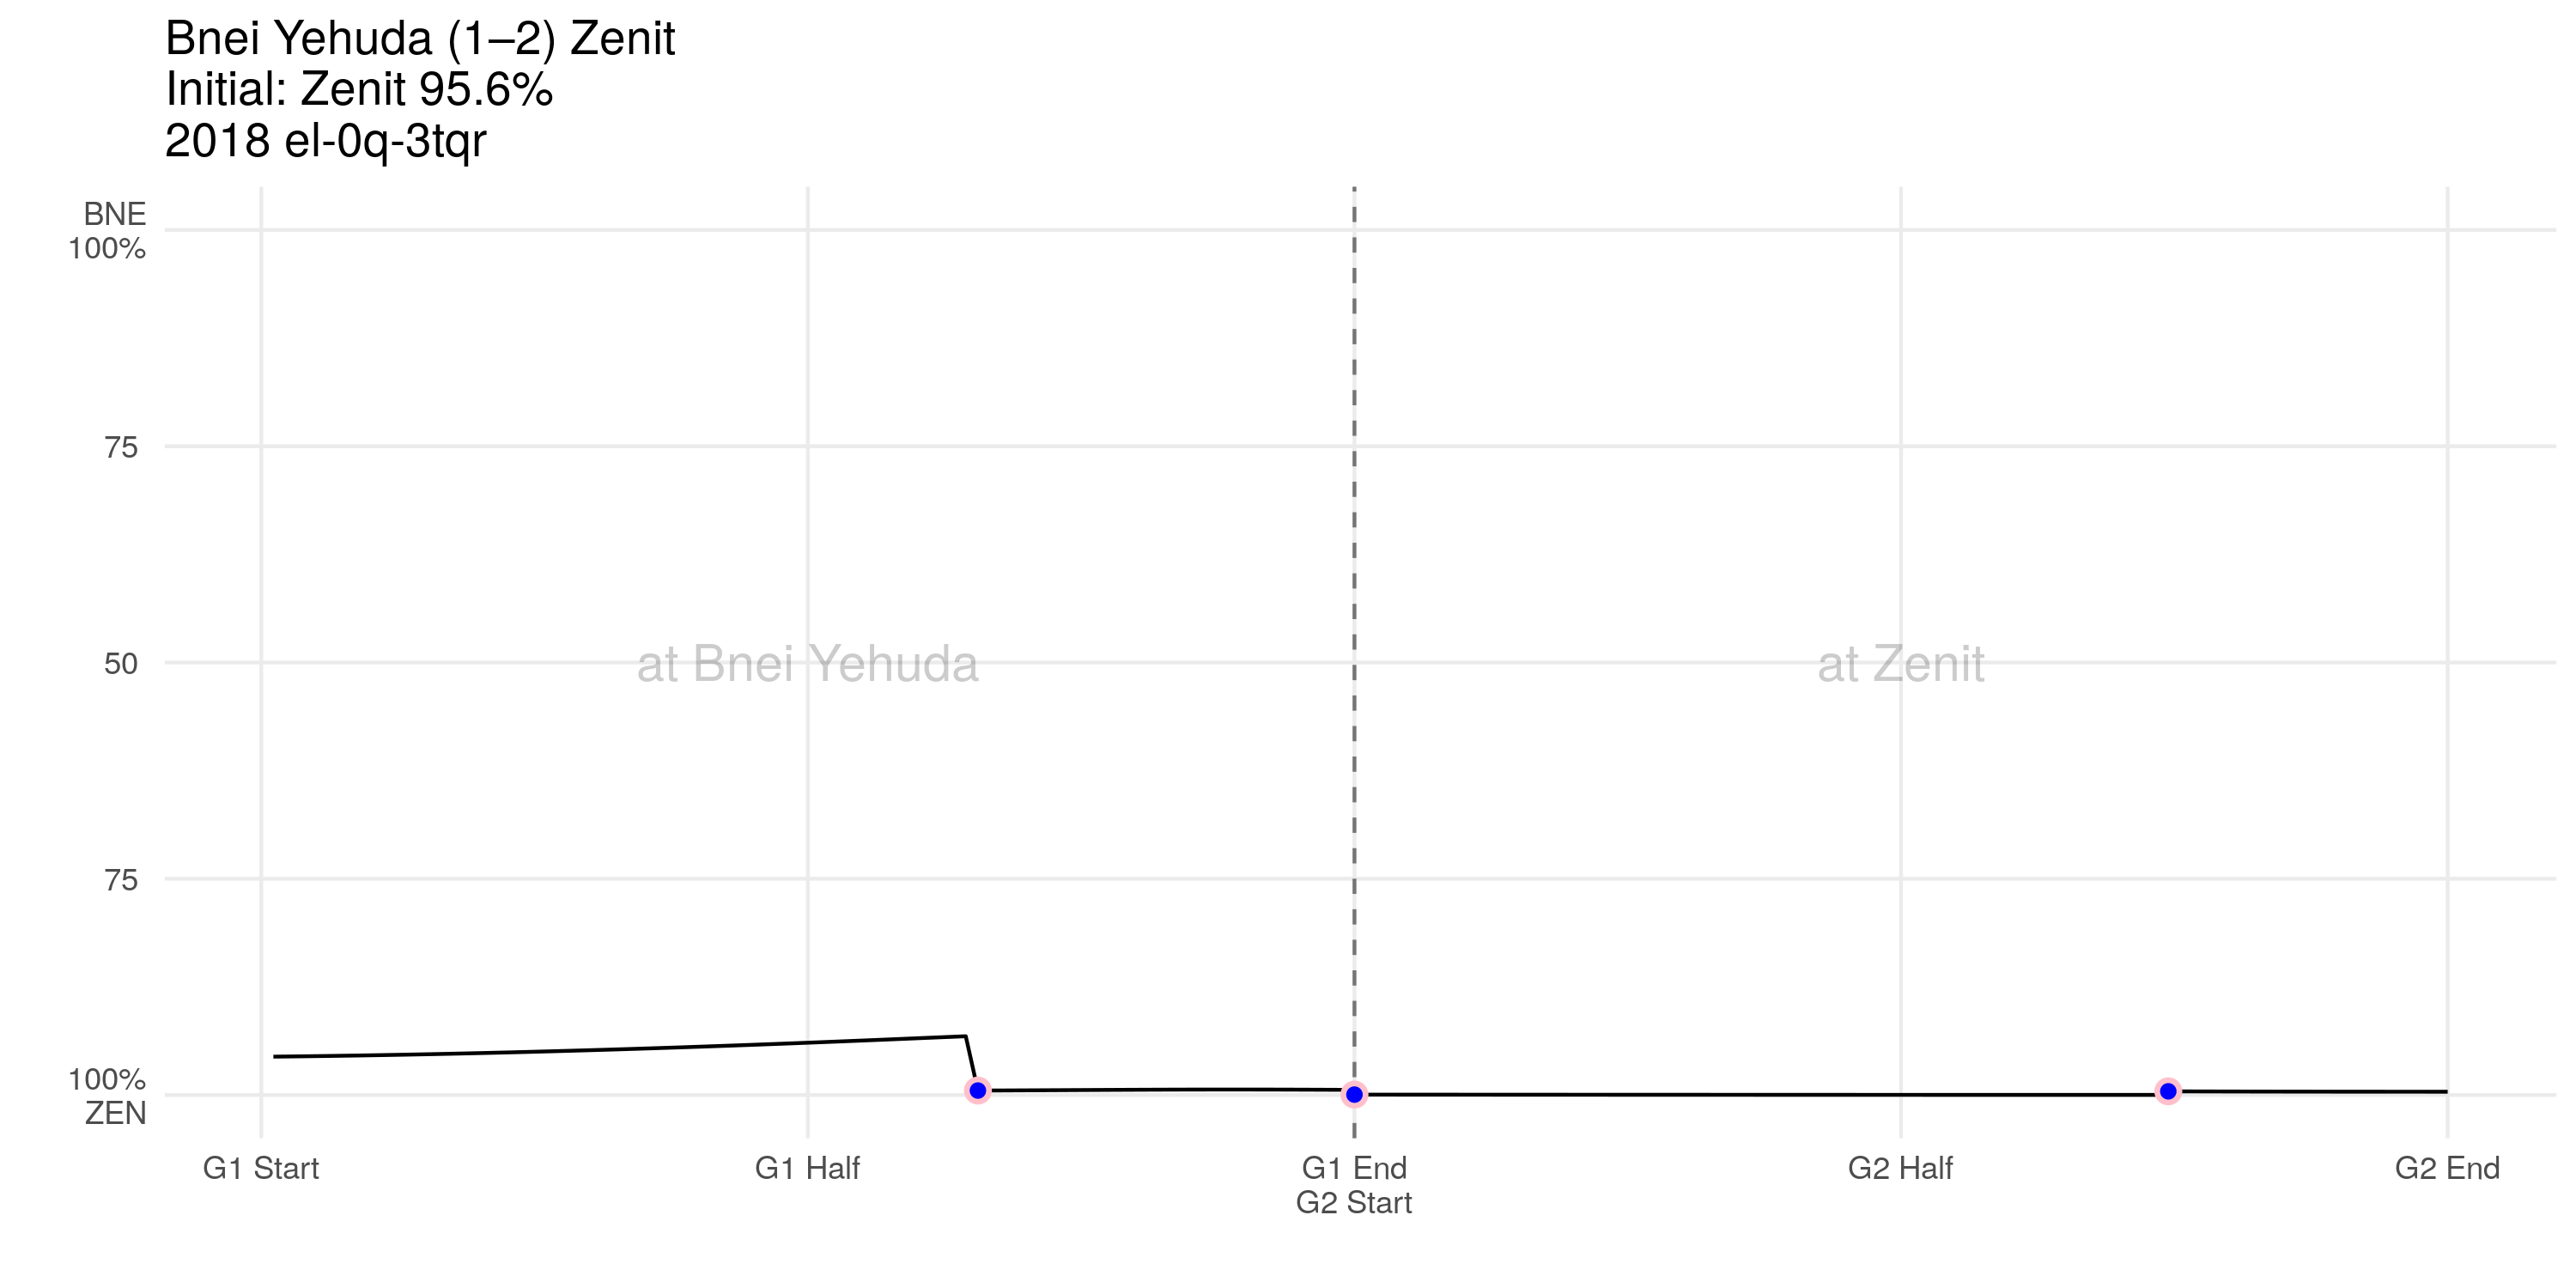 Bnei Yehuda (1–2) Zenit
Initial: Zenit 95.6%
2018 el-0q-3tqr
BNE
100%
75
at Bnei Yehuda
at Zenit
50
75
100%
ZEN
G1 Start
G1 Half
G1 End
G2 Start
G2 Half
G2 End